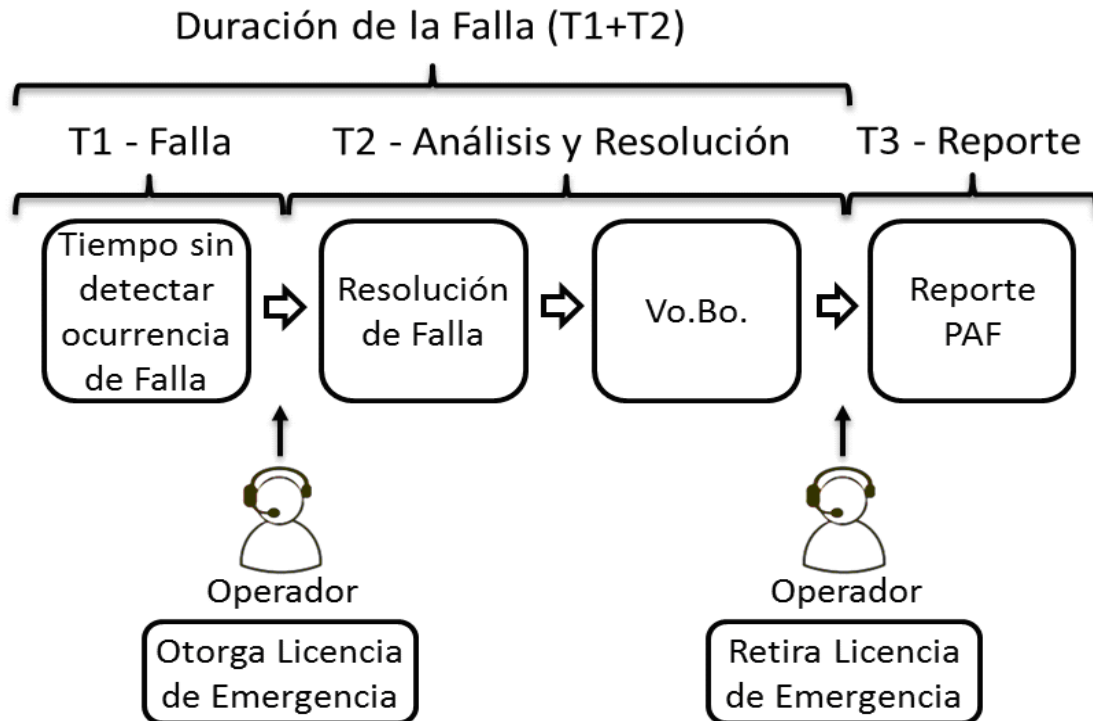 Duración de la Falla (T1+T2)
T1 - Falla
T2 - Análisis y Resolución
T3 - Reporte
Tiempo sin
detectar
ocurrencia
de Falla
Resolución
de Falla
Vo.Bo.
Reporte
PAF
Operador
Otorga Licencia
de Emergencia
Operador
Retira Licencia
de Emergencia